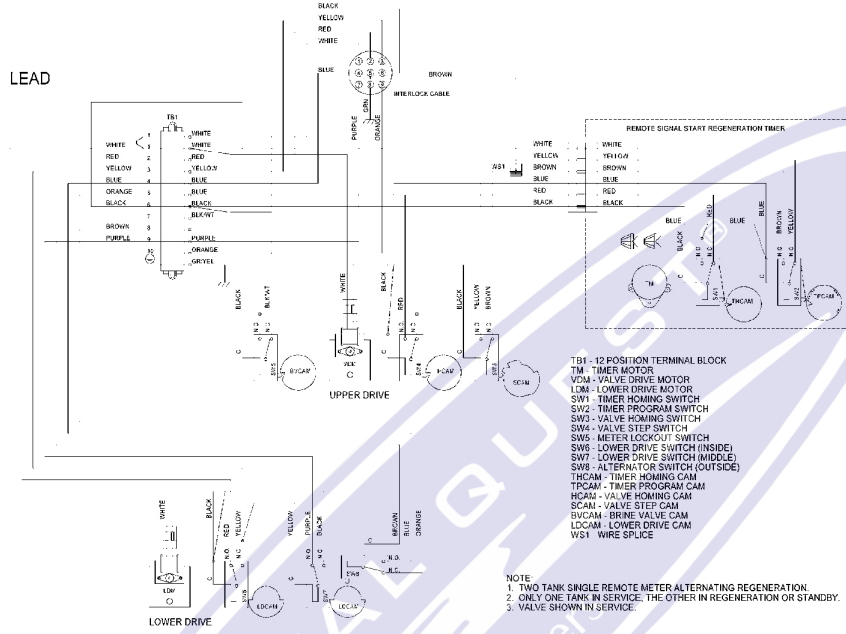 BLACK
YELLOW
RED
WHITE
LEAD
BLUE
BROWN
INTERLOCK CABLE
GRN
PURPLE
ORANGE
TB1
WHITE
WHITE
WHITE
RED
RED
YELLOW
YELLOW
BLUE
BLUE
ORANGE
BLUE
BLACK
BLACK
BLK/WT
BROWN
PURPLE
PURPLE
ORANGE
GRYEL
REMOTE SIGNAL START REGENERATION TIMER
WS1
WHITE
WHITE
YELLOW
YELLOW
BROWN
BROWN
BLUE
BLUE
RED
RED
BLACK
BLACK
BLUE
BLACK
RED
BLUE
BLUE
BROWN
YELLOW
N.O.
N.C.
C
TM
SW1
THCAM
SW2
TPCAM
BLACK
BLK/WT
WHITE
BLACK
RED
BLACK
YELLOW
BROWN
N.O.
N.C.
C
SW5
BVCAM
VDM
C
SW4
HCAM
SW3
SCAM
UPPER DRIVE
TB1 - 12 POSITION TERMINAL BLOCK
TM - TIMER MOTOR
VDM - VALVE DRIVE MOTOR
LDM - LOWER DRIVE MOTOR
SW1 - TIMER HOMING SWITCH
SW2 - TIMER PROGRAM SWITCH
SW3 - VALVE HOMING SWITCH
SW4 - VALVE STEP SWITCH
SW5 - METER LOCKOUT SWITCH
SW6 - LOWER DRIVE SWITCH (INSIDE)
SW7 - LOWER DRIVE SWITCH (MIDDLE)
SW8 - ALTERNATOR SWITCH (OUTSIDE)
THCAM - TIMER HOMING CAM
TPCAM - TIMER PROGRAM CAM
HCAM - VALVE HOMING CAM
SCAM - VALVE STEP CAM
BVCAM - BRINE VALVE CAM
LDCAM - LOWER DRIVE CAM
WS1 WIRE SPLICE
WHITE
BLACK
RED
YELLOW
YELLOW
PURPLE
BLACK
BROWN
BLUE
ORANGE
N.O.
N.C.
C
LDM
LDCAM
SW7
LDCAM
N.O.
N.C.
LOWER DRIVE
NOTE:
1. TWO TANK SINGLE REMOTE METER ALTERNATING REGENERATION.
2. ONLY ONE TANK IN SERVICE, THE OTHER IN REGENERATION OR STANDBY.
3. VALVE SHOWN IN SERVICE.